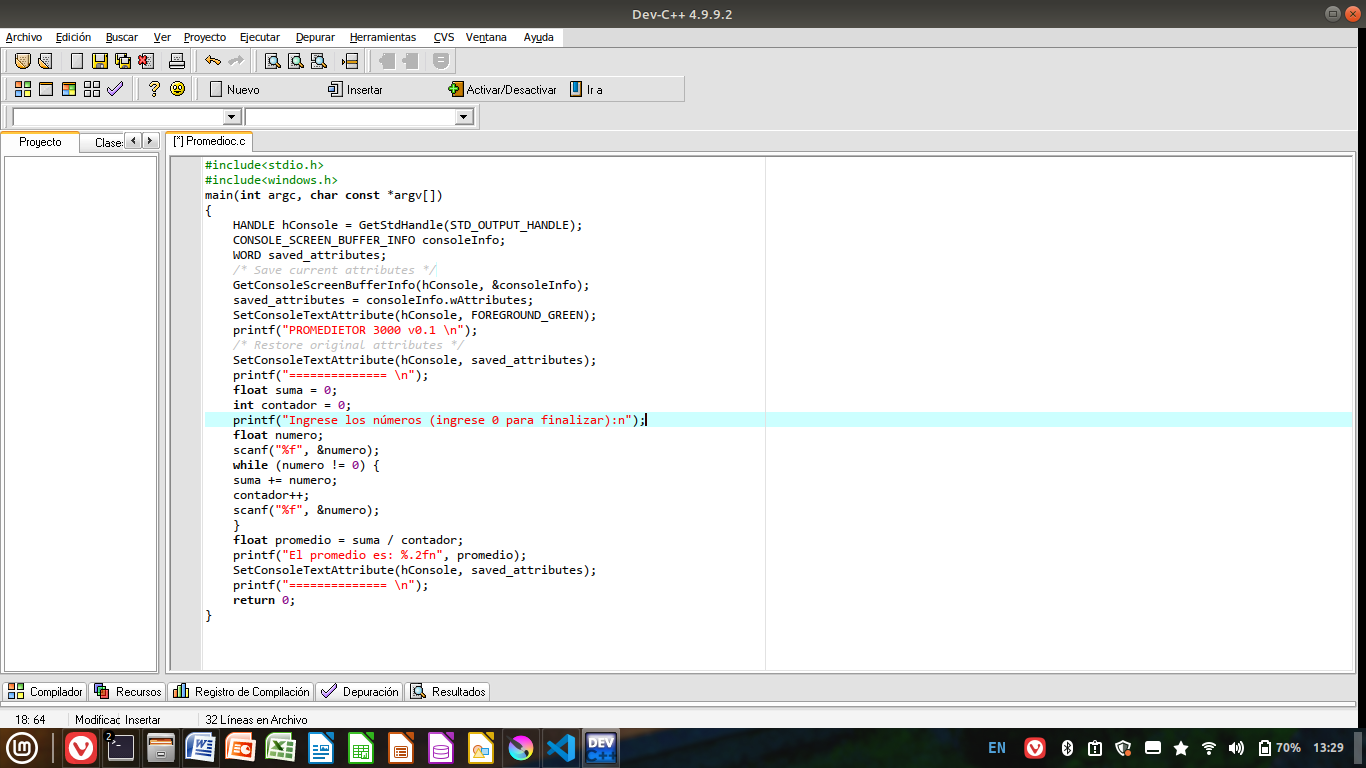 Dev-C++ 4.9.9.2
Archivo Edición Buscar Ver Proyecto Ejecutar Depurar Herramientas CVS Ventana Ayuda
Nuevo Insertar Activar/Desactivar Ir a
Proyecto Clase: [*] Promedioc.c
#include<stdio.h>
#include<windows.h>
main(int argc, char const *argv[])
{
HANDLE hConsole = GetStdHandle(STD_OUTPUT_HANDLE);
CONSOLE_SCREEN_BUFFER_INFO consoleInfo;
WORD saved_attributes;
/* Save current attributes */
GetConsoleScreenBufferInfo(hConsole, &consoleInfo);
saved_attributes = consoleInfo.wAttributes;
SetConsoleTextAttribute(hConsole, FOREGROUND_GREEN);
printf("PROMEDIETOR 3000 v0.1 \n");
/* Restore original attributes */
SetConsoleTextAttribute(hConsole, saved_attributes);
printf("============== \n");
float suma = 0;
int contador = 0;
printf("Ingrese los números (ingrese 0 para finalizar):n");
float numero;
scanf("%f", &numero);
while (numero != 0) {
suma += numero;
contador++;
scanf("%f", &numero);
}
float promedio = suma / contador;
printf("El promedio es: %.2fn", promedio);
SetConsoleTextAttribute(hConsole, saved_attributes);
printf("============== \n");
return 0;
}
Compilador Recursos Registro de Compilación Depuración Resultados
18: 64 Modificac Insertar 32 Líneas en Archivo
2 W DEV C++ EN 70% 13:29